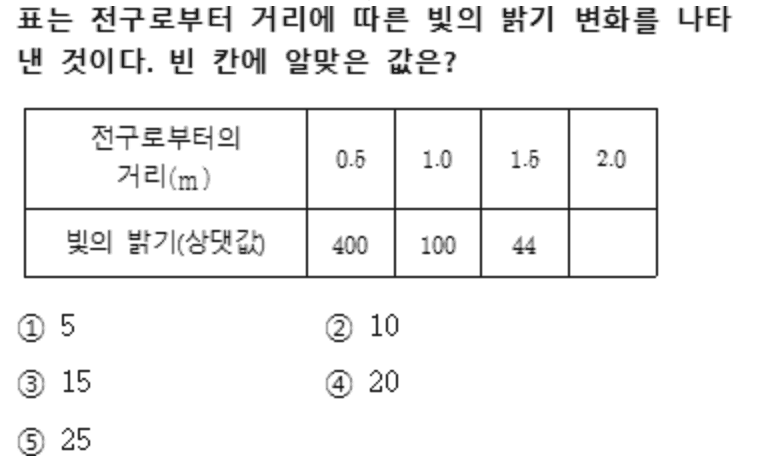 표는 전구로부터 거리에 따른 빛의 밝기 변화를 나타
낸 것이다. 빈 칸에 알맞은 값은?
전구로부터의
거리(m) 0.5 1.0 1.5 2.0
빛의 밝기(상댓값) 400 100 44
① 5 ② 10
③ 15 ④ 20
⑤ 25